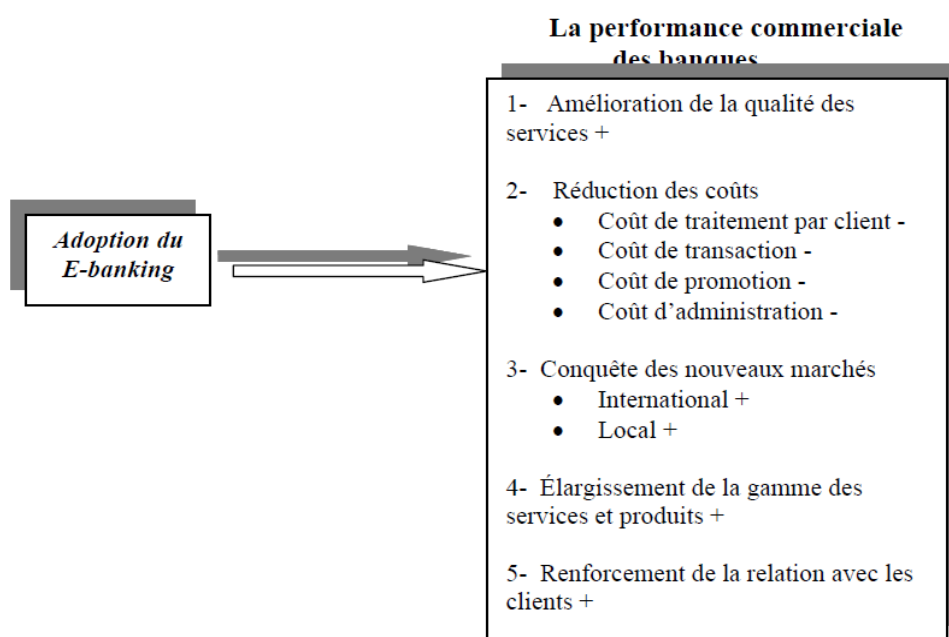 La performance commerciale
des banques
1- Amélioration de la qualité des
services +
2- Réduction des coûts
• Coût de traitement par client -
• Coût de transaction -
• Coût de promotion -
• Coût d'administration -
3- Conquête des nouveaux marchés
• International +
• Local +
4- Élargissement de la gamme des
services et produits +
5- Renforcement de la relation avec les
clients +
Adoption du
E-banking